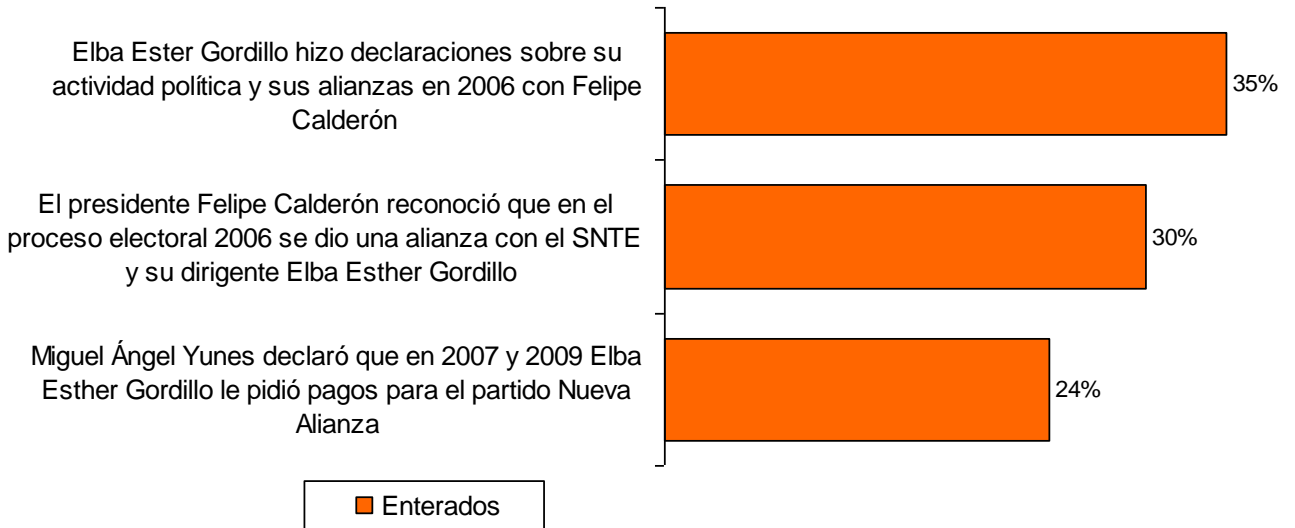 Elba Ester Gordillo hizo declaraciones sobre su
actividad política y sus alianzas en 2006 con Felipe
Calderón
35%
El presidente Felipe Calderón reconoció que en el
proceso electoral 2006 se dio una alianza con el SNTE
y su dirigente Elba Esther Gordillo
30%
Miguel Ángel Yunes declaró que en 2007 y 2009 Elba
Esther Gordillo le pidió pagos para el partido Nueva
Alianza
24%
Enterados